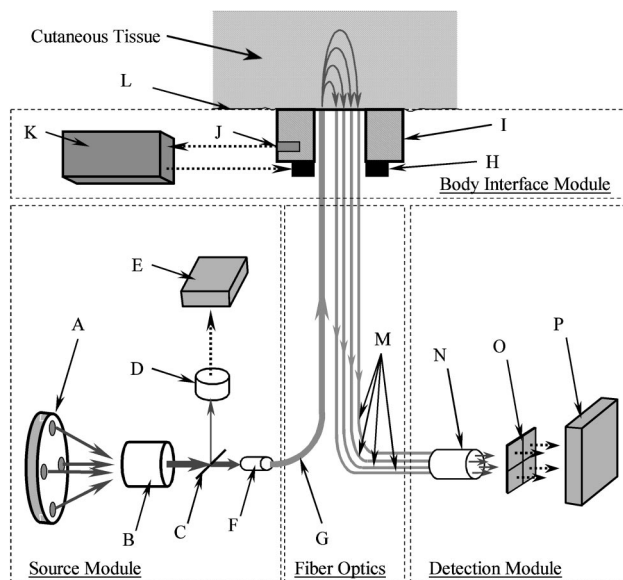 Cutaneous Tissue
L
K
J
I
H
Body Interface Module
E
A
D
M
N
O
P
B
C
F
G
Source Module
Fiber Optics
Detection Module